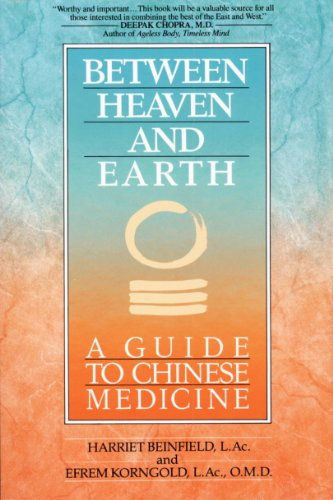 "Worthy and important...This book will be a valuable source for all
those interested in combining the best of the East and West."
DEEPAK CHOPRA, M.D.
Author of Ageless Body, Timeless Mind
BETWEEN
HEAVEN
AND
EARTH
A GUIDE
TO CHINESE
MEDICINE
HARRIET BEINFIELD, L.Ac.
and
EFREM KORNGOLD, L.Ac., O.M.D.